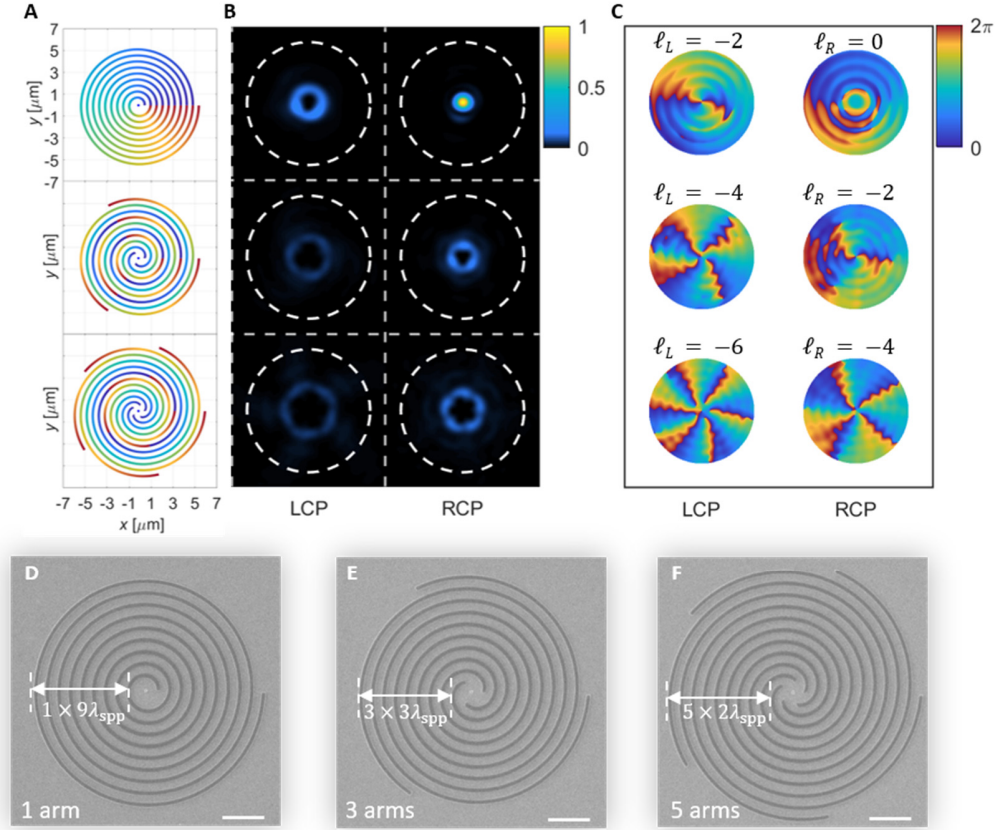 A
7
5
3
1
-1
-3
-5
-7
y [μm]
y [μm]
y [μm]
-7 -5 -3 -1 1 3 5 7
x [μm]
B
1
0.5
0
LCP
RCP
C
ℓL = −2
ℓR = 0
2π
0
ℓL = −4
ℓR = −2
ℓL = −6
ℓR = −4
LCP
RCP
D
1 × 9λspp
1 arm
E
3 × 3λspp
3 arms
F
5 × 2λspp
5 arms